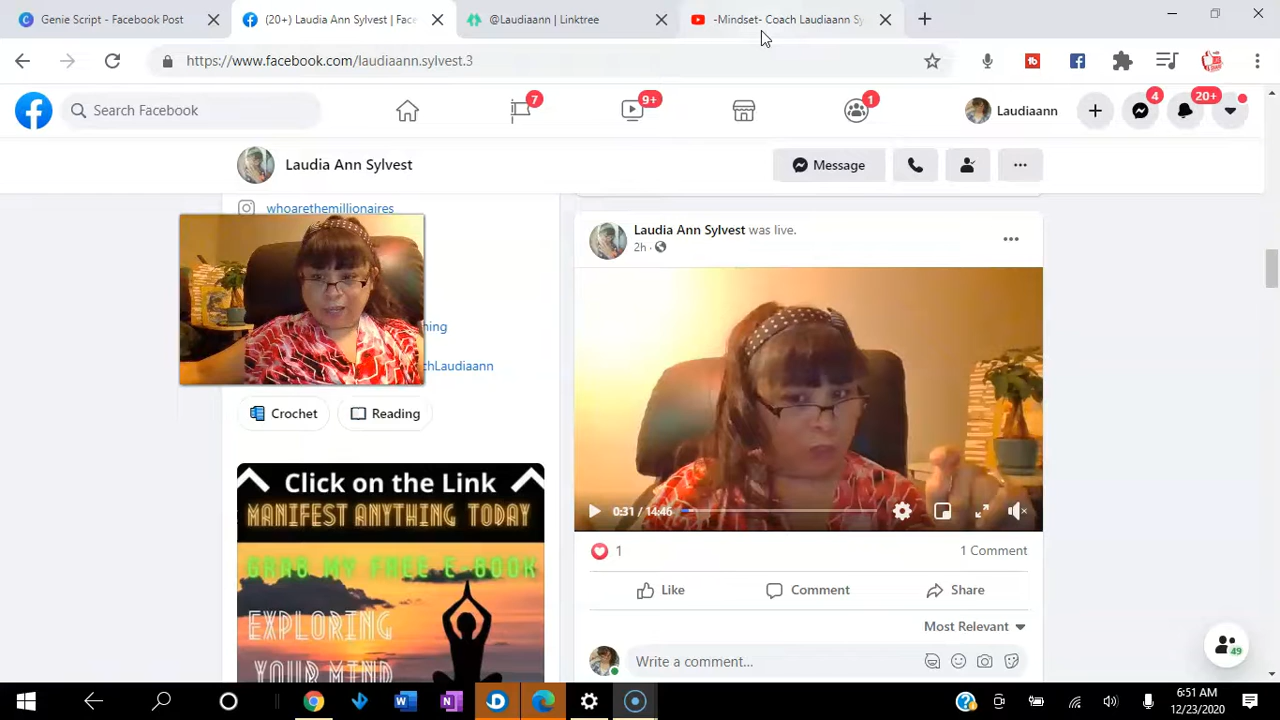 Genie Script - Facebook Post
(20+) Laudia Ann Sylvest | Face
@Laudiaann | Linktree
-Mindset- Coach Laudiaann Sy
https://www.facebook.com/laudiaann.sylvest.3
Search Facebook
7
9+
1
Laudiaann
4
20+
Laudia Ann Sylvest
Message
whoarethemillionaires
Laudia Ann Sylvest was live.
2h
hing
chLaudiaann
Crochet
Reading
0:31 / 14:46
Click on the Link
MANIFEST ANYTHING TODAY
GRAB MY FREE E-BOOK
EXPLORING
YOUR MIND
1
1 Comment
Like
Comment
Share
Most Relevant
Write a comment...
49
6:51 AM
12/23/2020